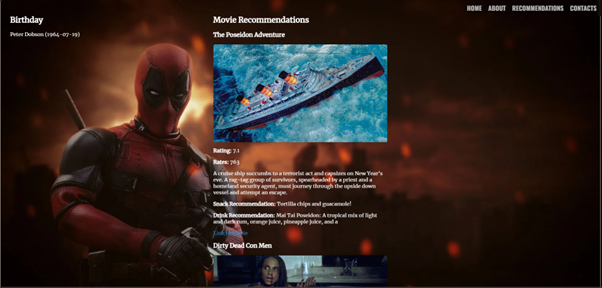 HOME ABOUT RECOMMENDATIONS CONTACTS
Birthday
Peter Dobson (1964-07-19)
Movie Recommendations
The Poseidon Adventure
Rating: 7.1
Rates: 763
A cruise ship succumbs to a terrorist act and capsizes on New Year's
eve. A rag-tag group of survivors, spearheaded by a priest and a
homeland security agent, must journey through the upside down
vessel and attempt an escape.
Snack Recommendation: Tortilla chips and guacamole!
Drink Recommendation: Mai Tai Poseidon: A tropical mix of light
and dark rum, orange juice, pineapple juice, and a
Dirty Dead Con Men